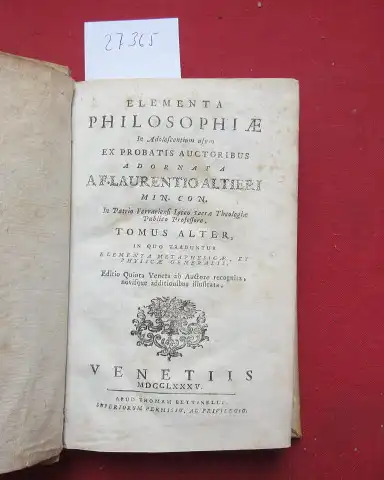 27365
ELEMENTA
PHILOSOPHIÆ
In Adolescentium usum
EX PROBATIS AUCTORIBUS
ADORNATA
A F. LAURENTIO ALTIERI
MIN. CON.
In Patrio Ferrariensi Lyceo sacræ Theologiæ
Publico Professore.
TOMUS ALTER,
IN QUO TRADUNTUR
ELEMENTA METAPHYSICÆ, ET
PHYSICÆ GENERALIS.
Editio Quinta Veneta ab Auctore recognita,
novisque additionibus illustrata.
VENETIIS
MDCCLXXXV.
APUD THOMAM BETTINELLI.
SUPERIORUM PERMISSU, AC PRIVILEGIO.